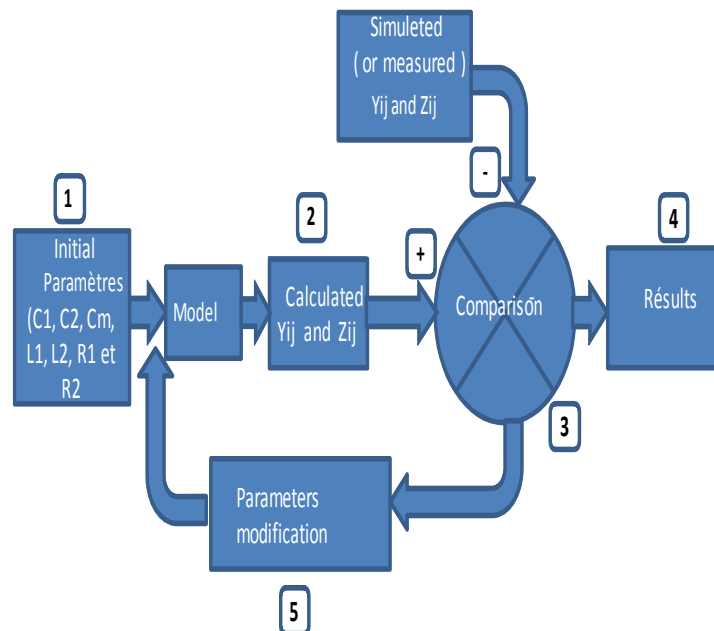 Simuleted
( or measured )
Yij and Zij
-
1
2
+
4
Initial
Paramètres
(C1, C2, Cm,
L1, L2, R1 et
R2
Model
Calculated
Yij and Zij
Comparison
Résults
3
Parameters
modification
5